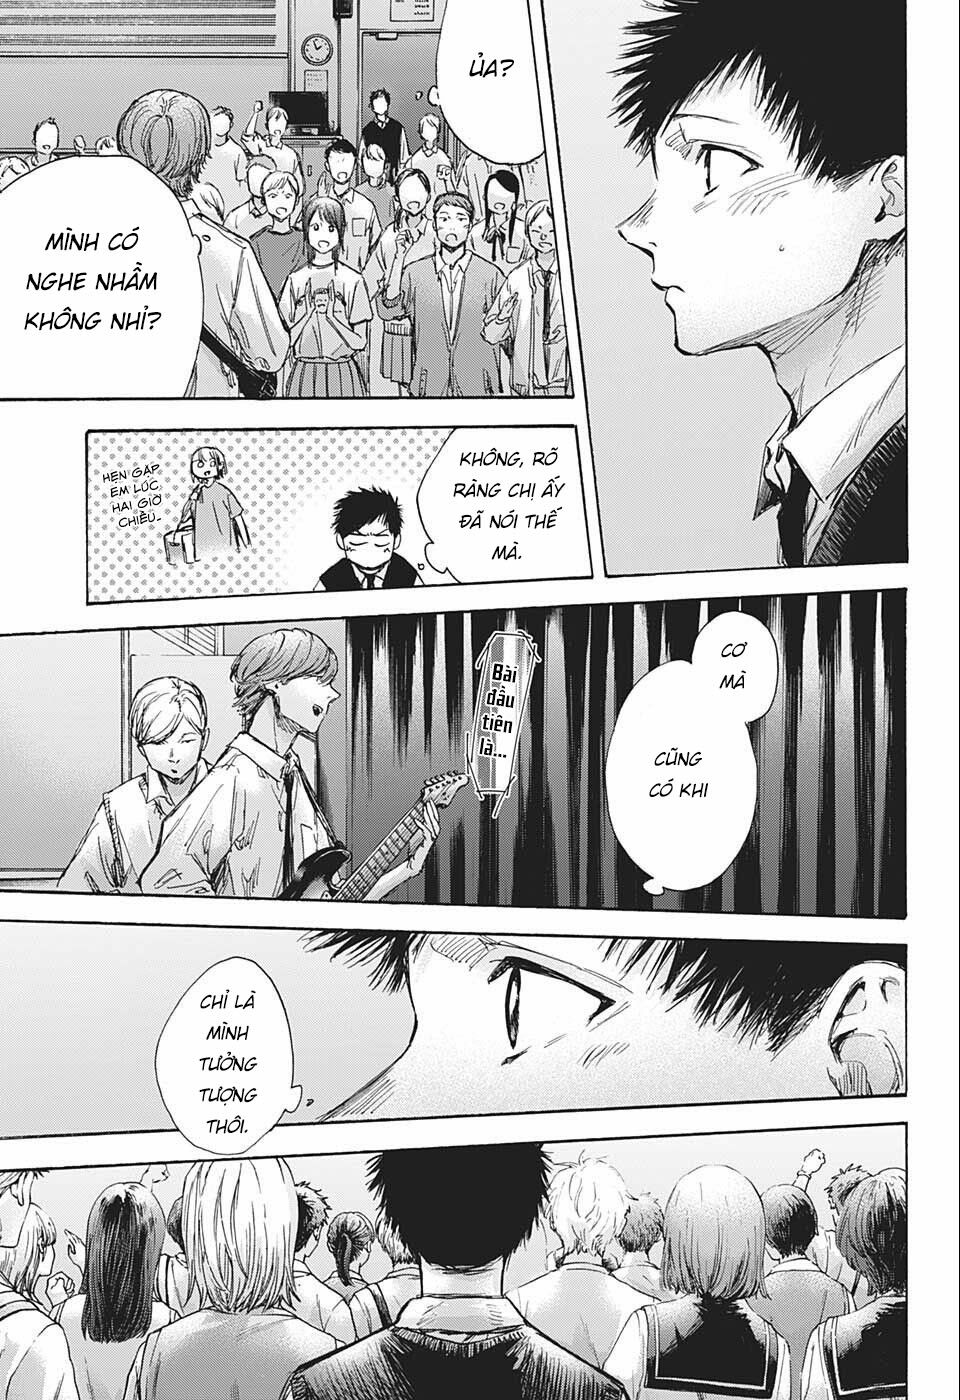 ỦA?
MÌNH CÓ
NGHE NHẦM
KHÔNG NHỈ?
KHÔNG, RÕ
RÀNG CHỊ ẤY
ĐÃ NÓI THẾ
MÀ.
HẸN GẶP
EM LÚC
HAI GIỜ
CHIỀU..
CƠ
MÀ
CŨNG
CÓ KHI
Bài
đầu
tiên
là...
CHỈ LÀ
MÌNH
TƯỞNG
TƯỢNG
THÔI.